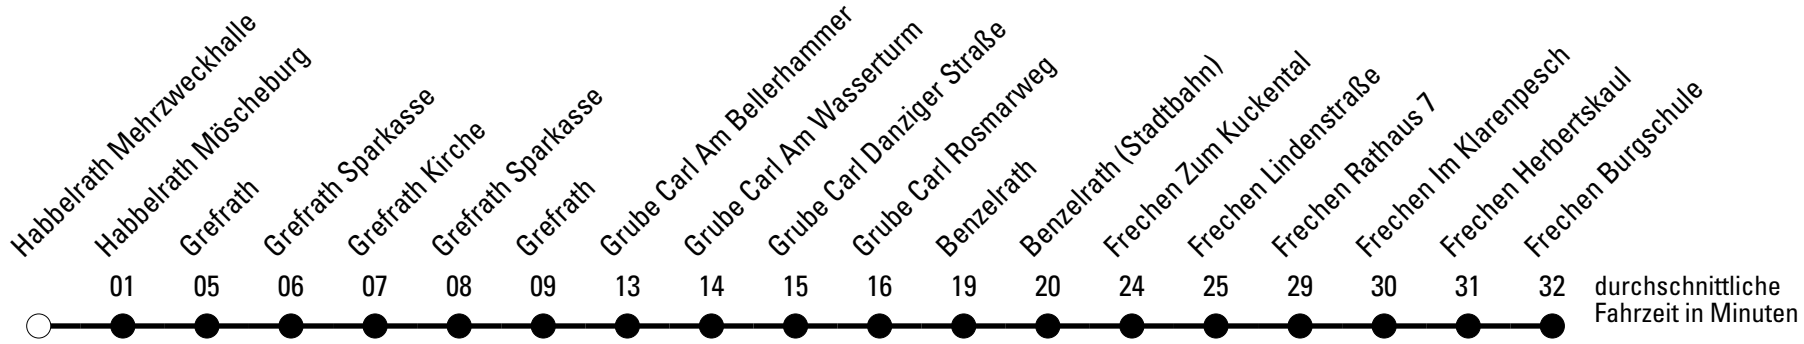 Habbelrath Mehrzweckhalle
Habbelrath Möscheburg
Grefrath
Grefrath Sparkasse
Grefrath Kirche
Grefrath Sparkasse
Grefrath
Grube Carl Am Bellerhammer
Grube Carl Am Wasserturm
Grube Carl Danziger Straße
Grube Carl Rosmarweg
Benzelrath
Benzelrath (Stadtbahn)
Frechen Zum Kuckental
Frechen Lindenstraße
Frechen Rathaus 7
Frechen Im Klarenpesch
Frechen Herbertskaul
Frechen Burgschule
01 05 06 07 08 09 13 14 15 16 19 20 24 25 29 30 31 32 durchschnittliche
Fahrzeit in Minuten